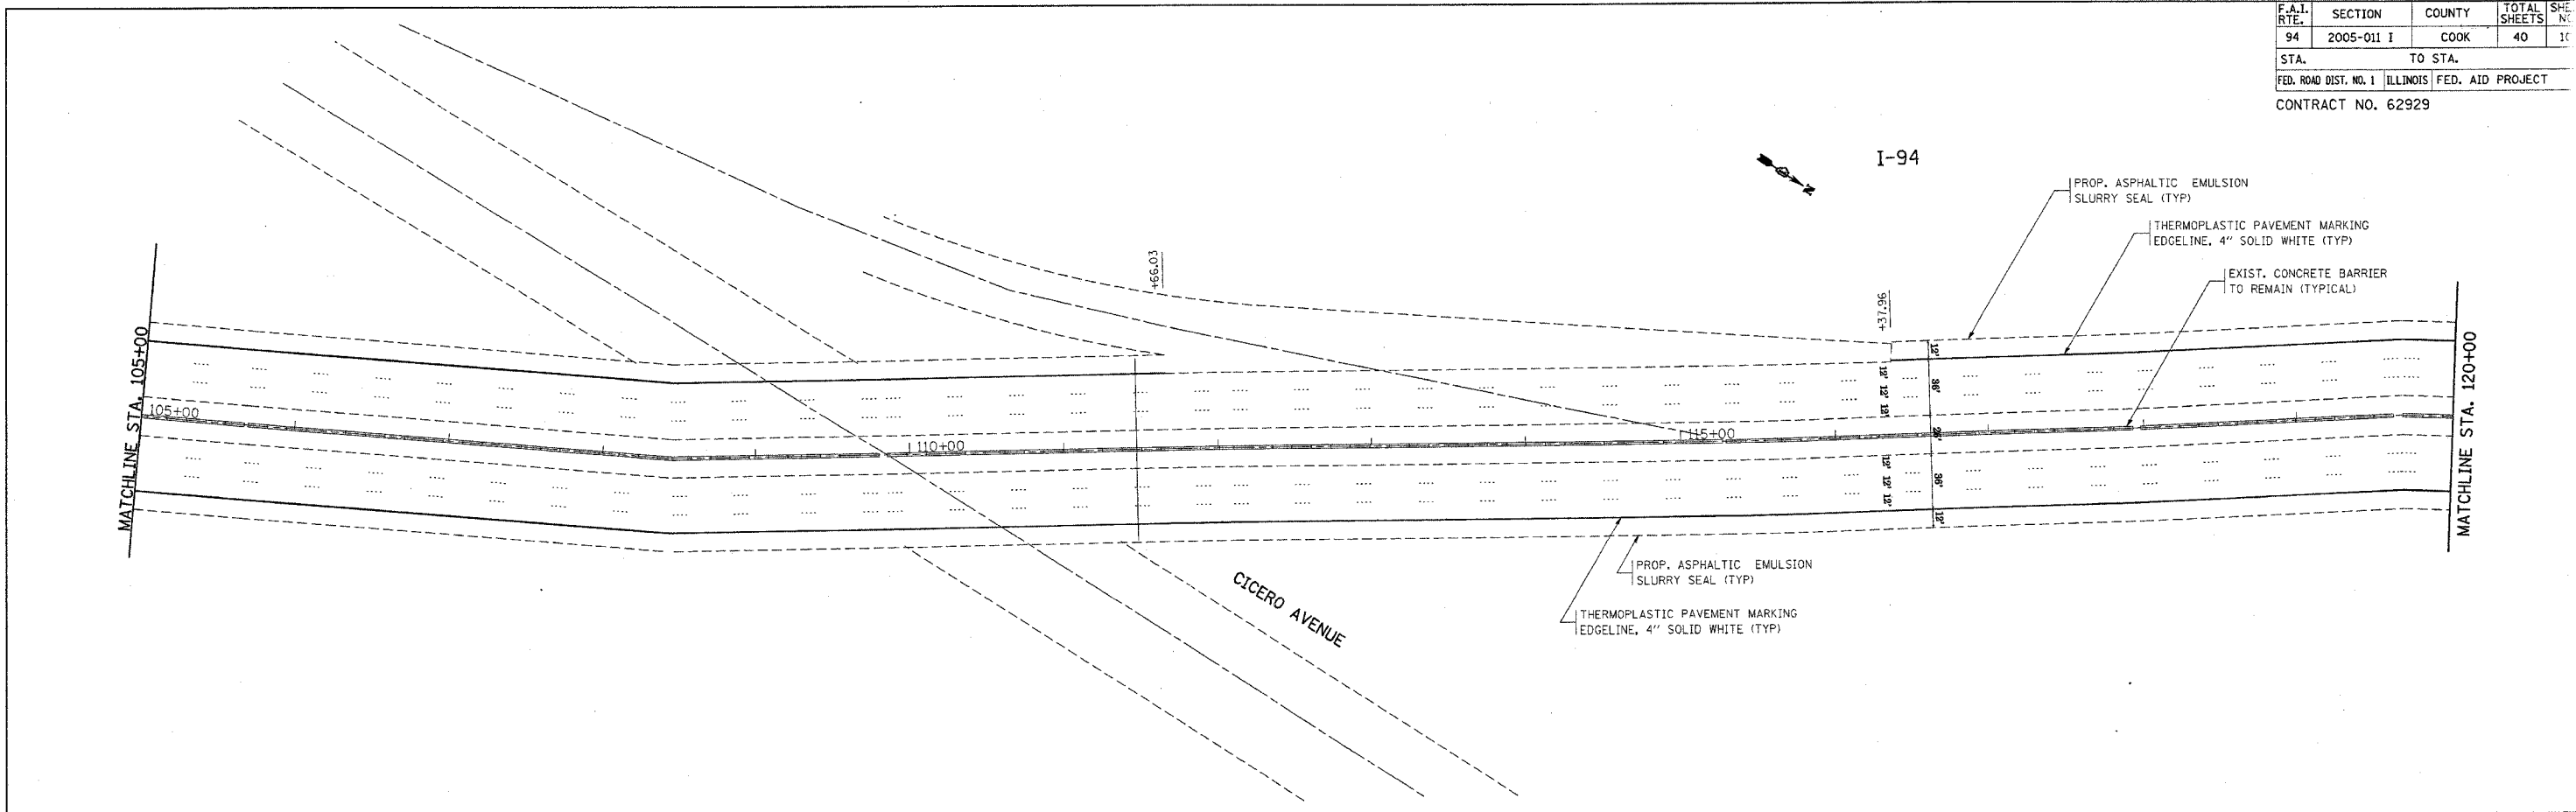 F.A.I. RTE. SECTION COUNTY TOTAL SHEETS
94 2005-011 I COOK 40
STA. TO STA.
FED. ROAD DIST. NO. 1 ILLINOIS FED. AID PROJECT
CONTRACT NO. 62929
I-94
N
PROP. ASPHALTIC EMULSION
SLURRY SEAL (TYP)
THERMOPLASTIC PAVEMENT MARKING
EDGELINE, 4" SOLID WHITE (TYP)
EXIST. CONCRETE BARRIER
TO REMAIN (TYPICAL)
+66.03
+37.96
MATCHLINE STA. 105+00
105+00
110+00
115+00
12'
36'
12'
12'
12'
12'
12'
12'
36'
12'
MATCHLINE STA. 120+00
CICERO AVENUE
PROP. ASPHALTIC EMULSION
SLURRY SEAL (TYP)
THERMOPLASTIC PAVEMENT MARKING
EDGELINE, 4" SOLID WHITE (TYP)